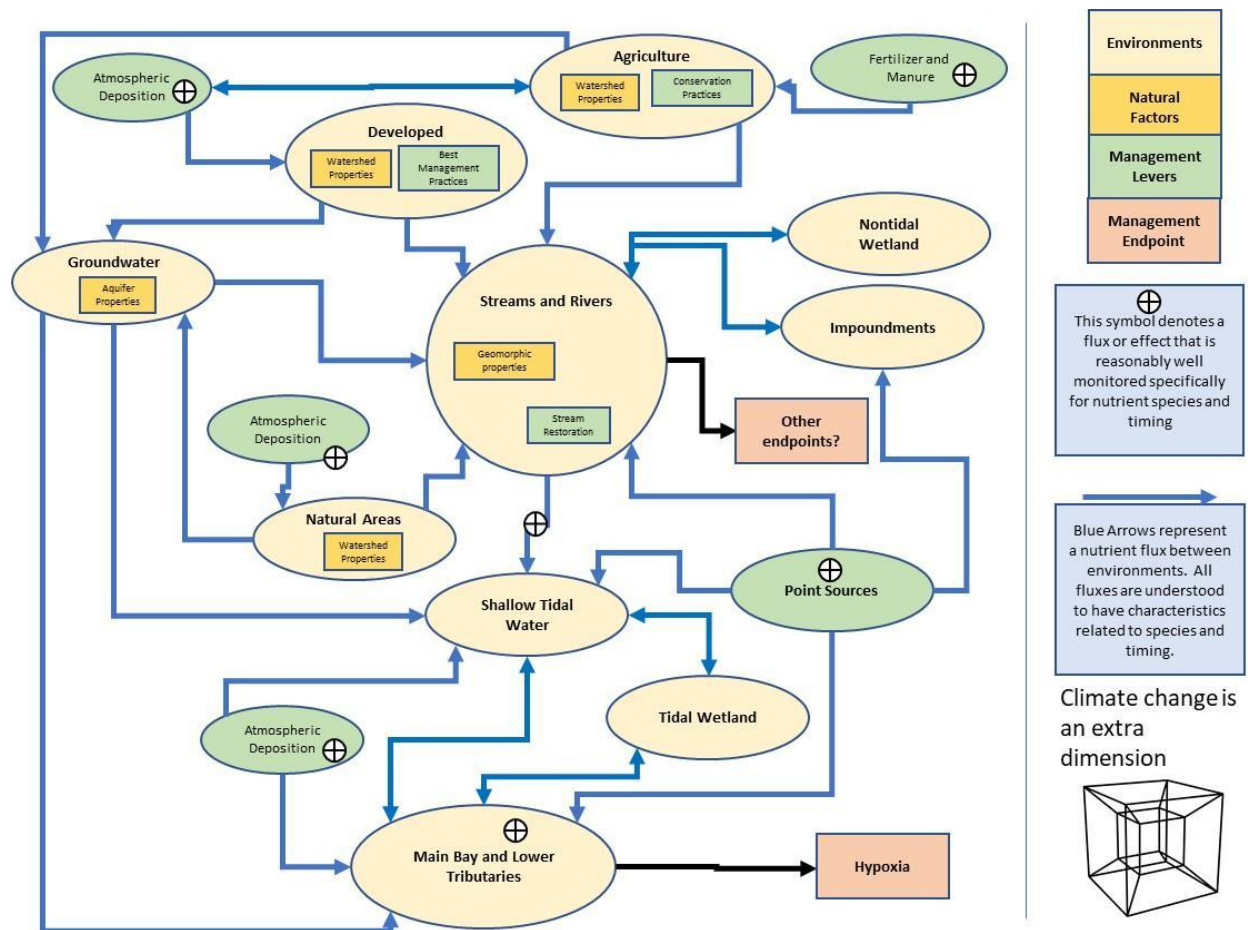 Agriculture
Watershed
Properties
Conservation
Practices
Fertilizer and
Manure
Atmospheric
Deposition
Developed
Watershed
Properties
Best
Management
Practices
Nontidal
Wetland
Groundwater
Aquifer
Properties
Streams and Rivers
Geomorphic
properties
Stream
Restoration
Impoundments
Atmospheric
Deposition
Other
endpoints?
Natural Areas
Watershed
Properties
Point Sources
Shallow Tidal
Water
Tidal Wetland
Atmospheric
Deposition
Main Bay and Lower
Tributaries
Hypoxia
Environments
Natural
Factors
Management
Levers
Management
Endpoint
This symbol denotes a
flux or effect that is
reasonably well
monitored specifically
for nutrient species and
timing
Blue Arrows represent
a nutrient flux between
environments. All
fluxes are understood
to have characteristics
related to species and
timing.
Climate change is
an extra
dimension